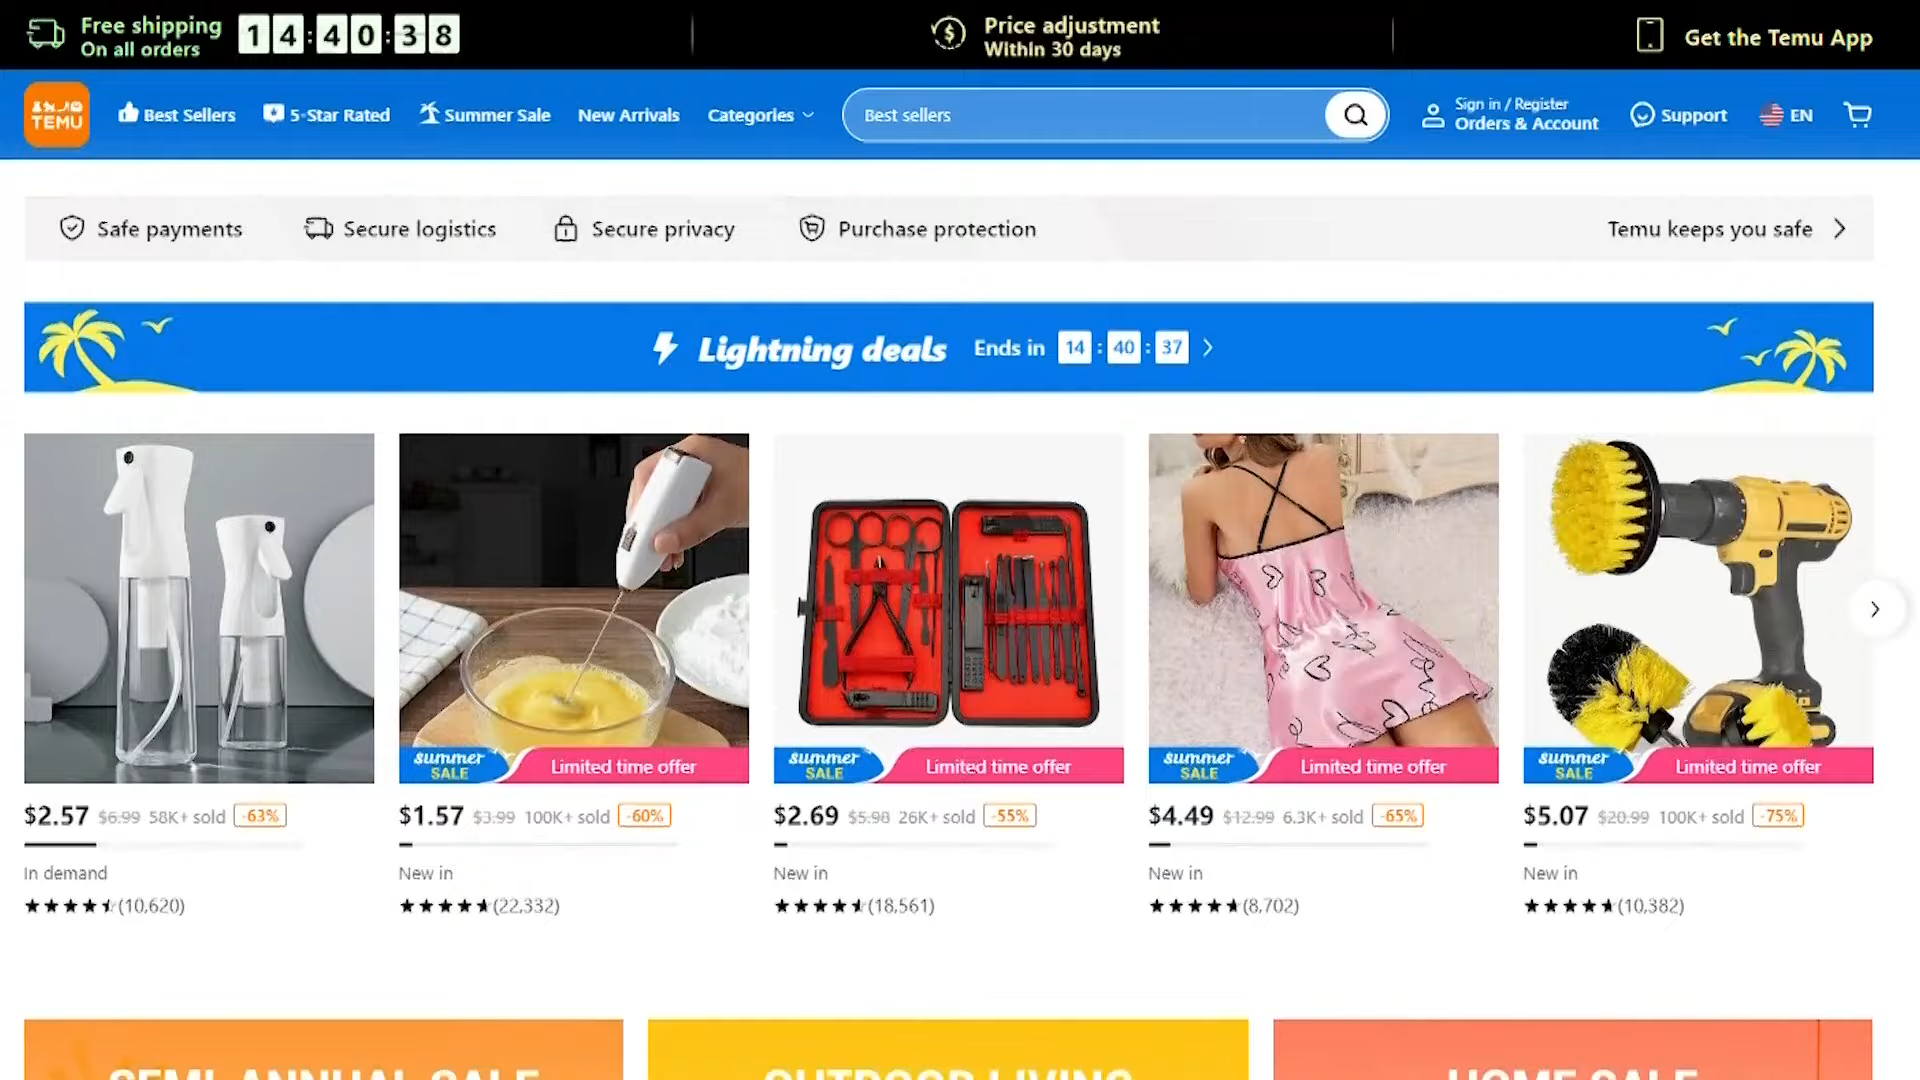 Free shipping
On all orders
14:40:38
Price adjustment
Within 30 days
Get the Temu App
TEMU
Best Sellers
5-Star Rated
Summer Sale
New Arrivals
Categories
Best sellers
Sign in / Register
Orders & Account
Support
EN
Safe payments
Secure logistics
Secure privacy
Purchase protection
Temu keeps you safe
Lightning deals
Ends in 14 : 40 : 37
summer
SALE
Limited time offer
summer
SALE
Limited time offer
summer
SALE
Limited time offer
summer
SALE
Limited time offer
$2.57 $6.99 58K+ sold -63%
$1.57 $3.99 100K+ sold -60%
$2.69 $5.98 26K+ sold -55%
$4.49 $12.99 6.3K+ sold -65%
$5.07 $20.99 100K+ sold -75%
In demand
New in
New in
New in
New in
(10,620)
(22,332)
(18,561)
(8,702)
(10,382)
SEMI-ANNUAL SALE
OUTDOOR LIVING
HOME SALE